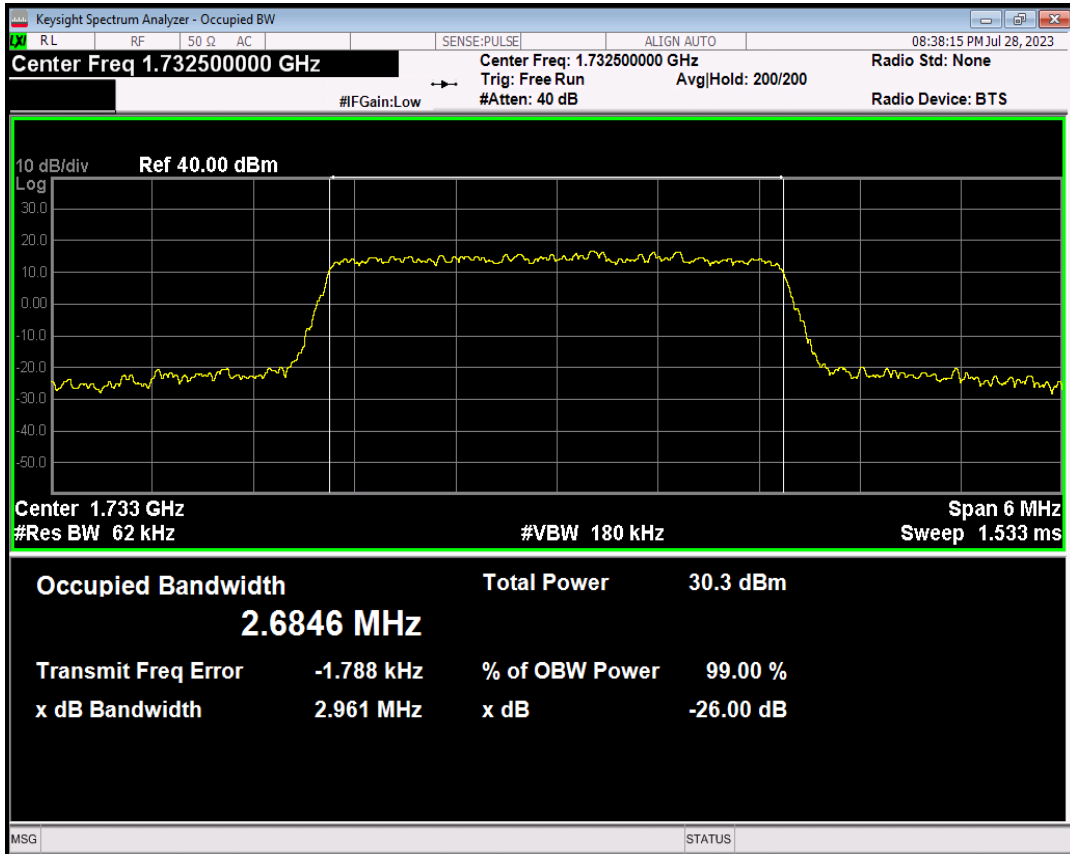 Keysight Spectrum Analyzer - Occupied BW
LXI RL RF 50 Ω AC SENSE:PULSE ALIGN AUTO 08:38:15 PM Jul 28, 2023
Center Freq 1.732500000 GHz Center Freq: 1.732500000 GHz Radio Std: None
Trig: Free Run Avg|Hold: 200/200
#IFGain:Low #Atten: 40 dB Radio Device: BTS
10 dB/div Ref 40.00 dBm
Log
30.0
20.0
10.0
0.00
-10.0
-20.0
-30.0
-40.0
-50.0
Center 1.733 GHz Span 6 MHz
#Res BW 62 kHz #VBW 180 kHz Sweep 1.533 ms
Occupied Bandwidth Total Power 30.3 dBm
2.6846 MHz
Transmit Freq Error -1.788 kHz % of OBW Power 99.00 %
x dB Bandwidth 2.961 MHz x dB -26.00 dB
MSG STATUS